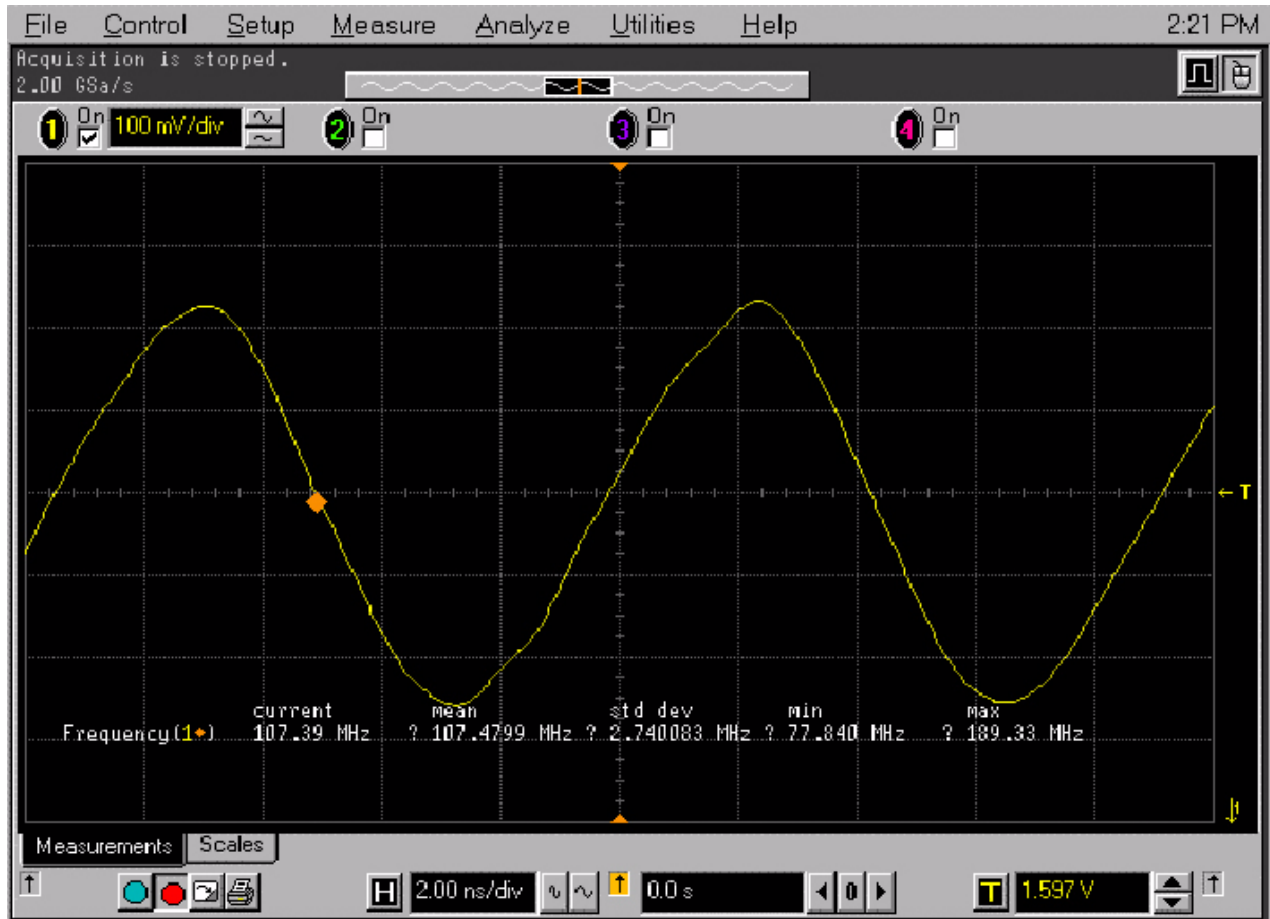 File Control Setup Measure Analyze Utilities Help 2:21 PM
Acquisition is stopped.
2.00 GSa/s
1 On 100 mV/div 2 On 3 On 4 On
T
current mean std dev min max
Frequency(1) 107.39 MHz ? 107.4799 MHz ? 2.740083 MHz ? 77.840 MHz ? 189.33 MHz
Measurements Scales
H 2.00 ns/div 0.0 s 0 T 1.597 V